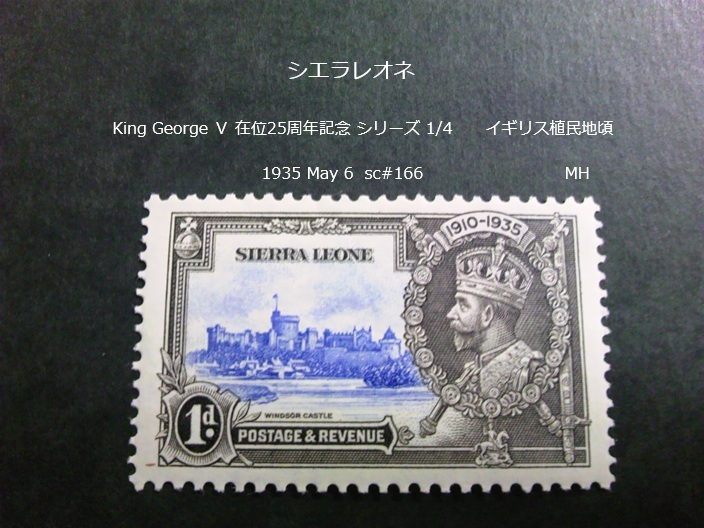 シエラレオネ
King George Ⅴ 在位25周年記念 シリーズ 1/4 イギリス植民地頃
1935 May 6 sc#166 MH
1910-1935
SIERRA LEONE
WINDSOR CASTLE
1d.
POSTAGE & REVENUE